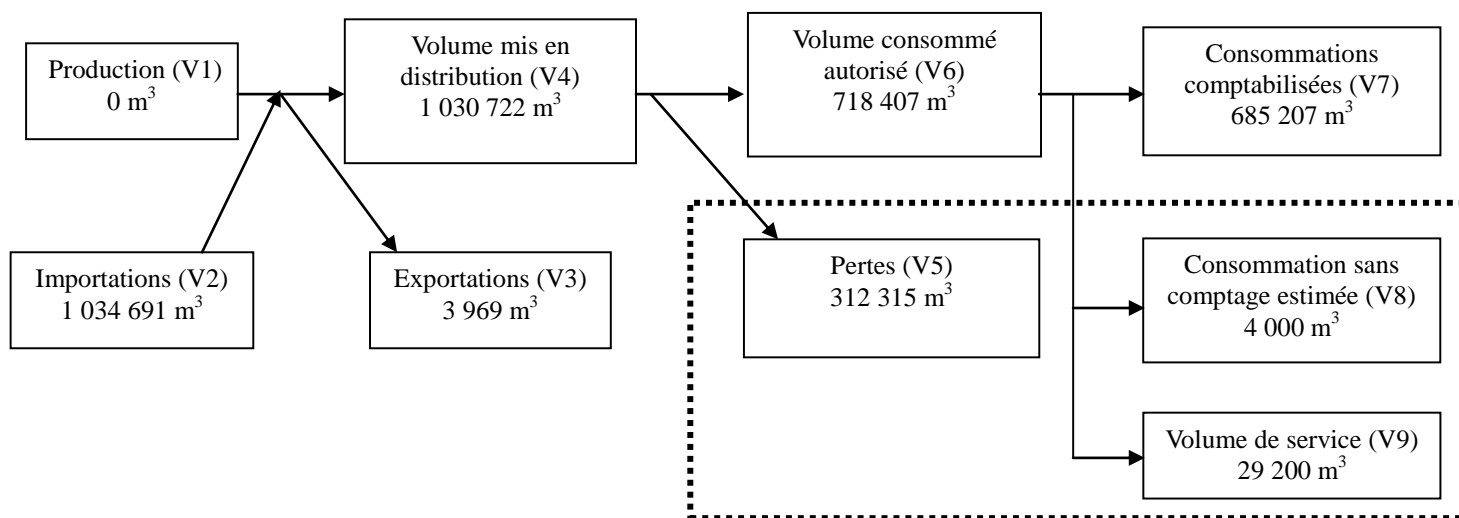 Production (V1)
0 m³
Volume mis en
distribution (V4)
1 030 722 m³
Volume consommé
autorisé (V6)
718 407 m³
Consommations
comptabilisées (V7)
685 207 m³
Importations (V2)
1 034 691 m³
Exportations (V3)
3 969 m³
Pertes (V5)
312 315 m³
Consommation sans
comptage estimée (V8)
4 000 m³
Volume de service (V9)
29 200 m³